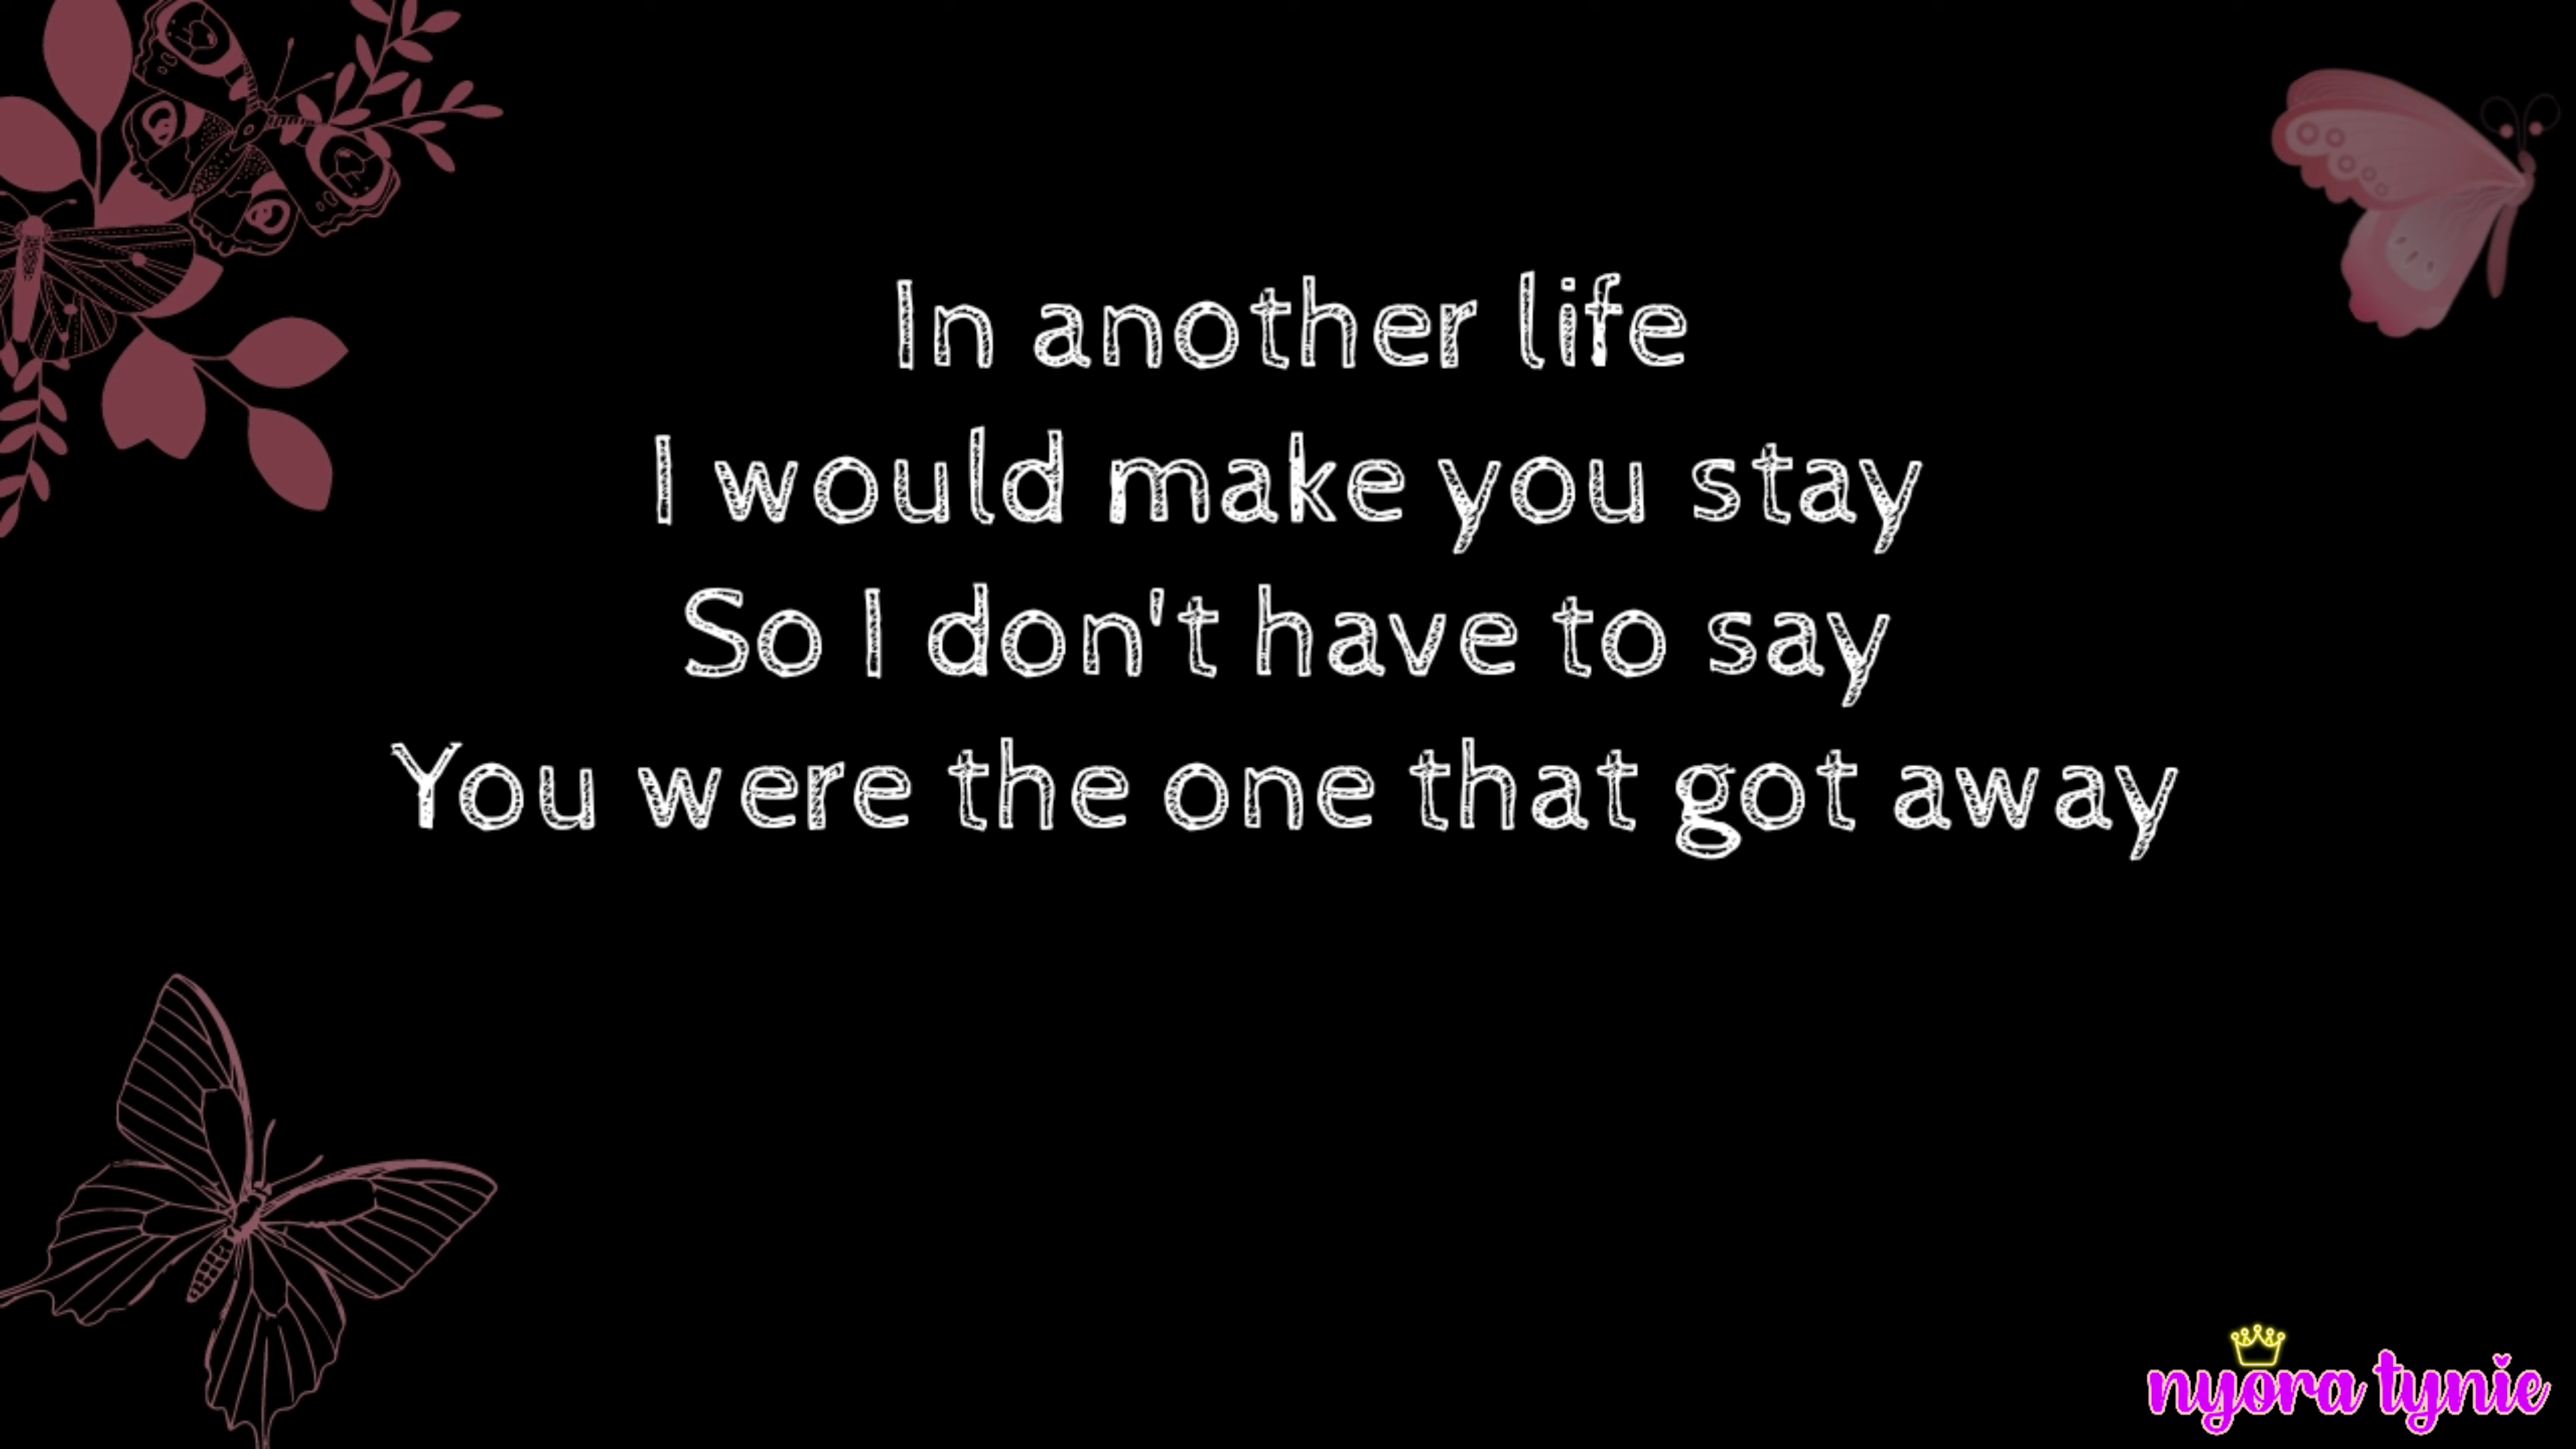 In another life
I would make you stay
So I don't have to say
You were the one that got away
nyora tynie